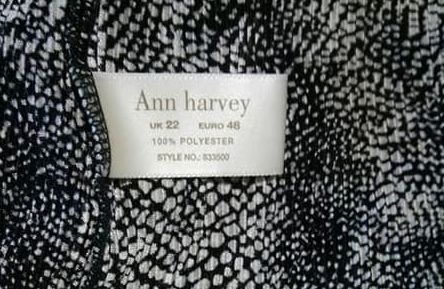 Ann harvey
UK 22 EURO 48
100% POLYESTER
STYLE NO.: 833500